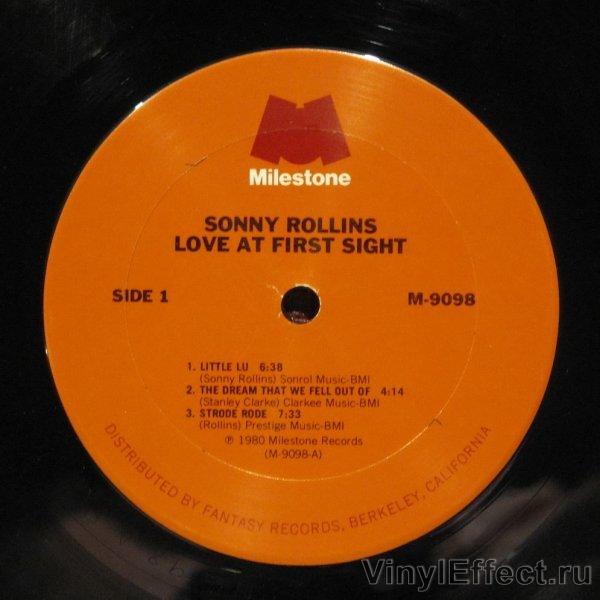 Milestone
SONNY ROLLINS
LOVE AT FIRST SIGHT
SIDE 1
M-9098
1. LITTLE LU 6:38
(Sonny Rollins) Sonrol Music-BMI
2. THE DREAM THAT WE FELL OUT OF 4:14
(Stanley Clarke) Clarkee Music-BMI
3. STRODE RODE 7:33
(Rollins) Prestige Music-BMI
℗ 1980 Milestone Records
(M-9098-A)
DISTRIBUTED BY FANTASY RECORDS, BERKELEY, CALIFORNIA
VinylEffect.ru